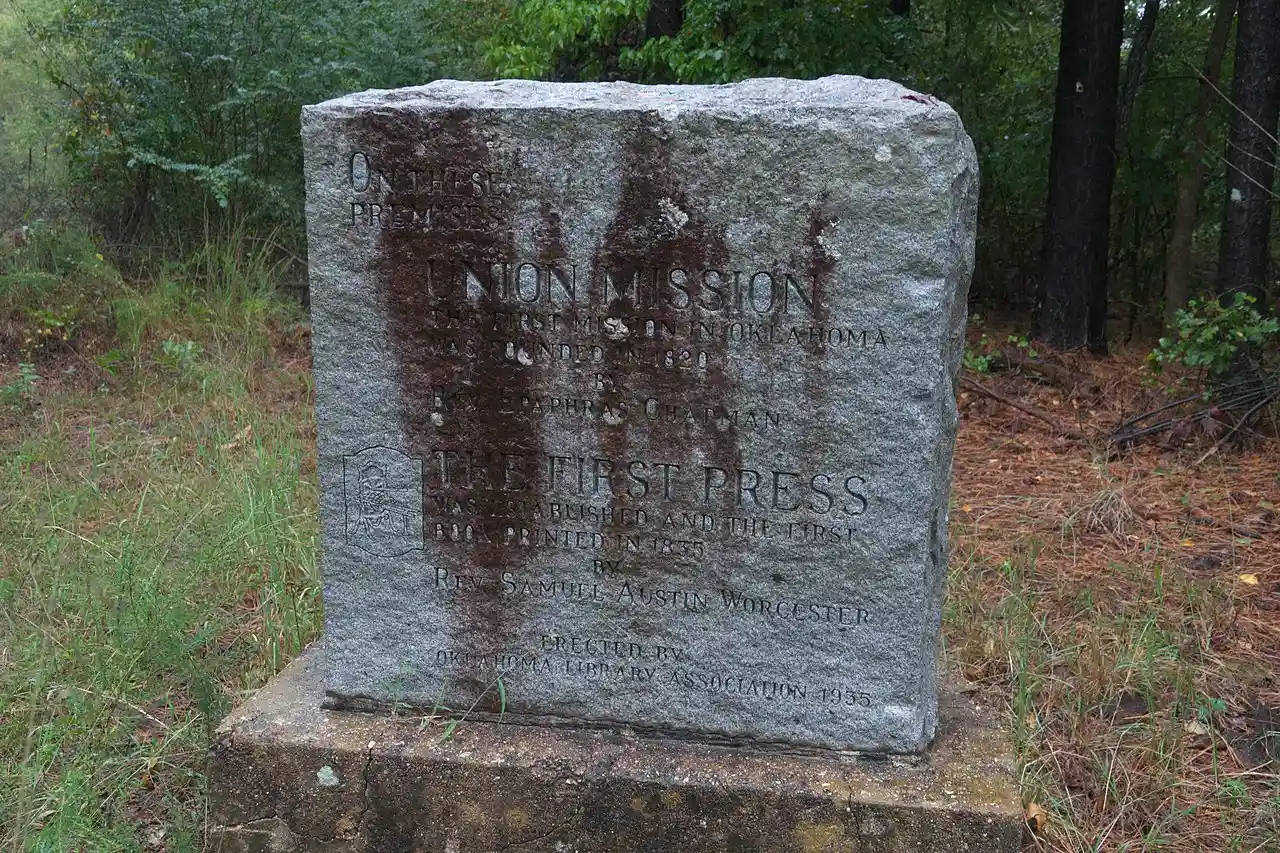 ON THESE
PREMISES
UNION MISSION
THE FIRST MISSION IN OKLAHOMA
WAS FOUNDED IN 1820
BY
REV. EPAPHRAS CHAPMAN
THE FIRST PRESS
WAS ESTABLISHED AND THE FIRST
BOOK PRINTED IN 1835
BY
REV. SAMUEL AUSTIN WORCESTER
ERECTED BY
OKLAHOMA LIBRARY ASSOCIATION 1935